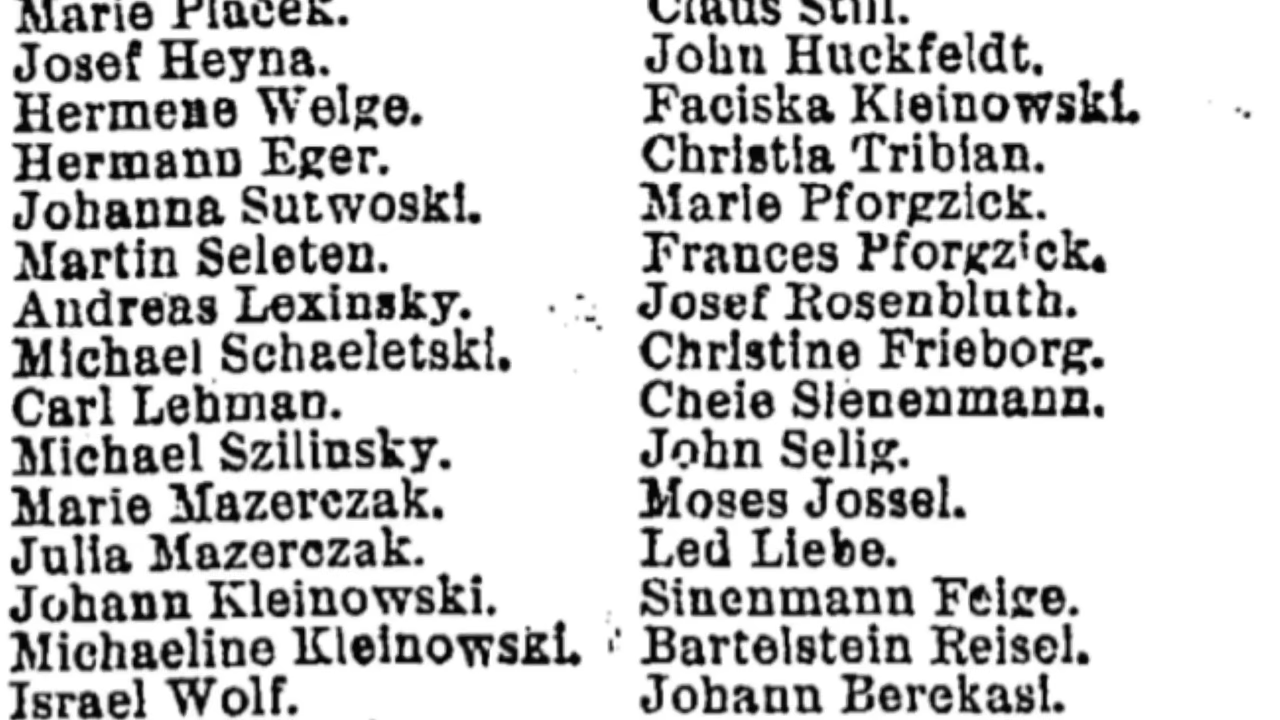 Marie Placek.
Josef Heyna.
Hermene Welge.
Hermann Eger.
Johanna Sutwoski.
Martin Seleten.
Andreas Lexinsky.
Michael Schaeletski.
Carl Lehman.
Michael Szilinsky.
Marie Mazerczak.
Julia Mazerczak.
Johann Kleinowski.
Michaeline Kleinowski.
Israel Wolf.
Claus Still.
John Huckfeldt.
Faciska Kleinowski.
Christia Tribian.
Marie Pforgzick.
Frances Pforgzick.
Josef Rosenbluth.
Christine Frieborg.
Cheie Sienenmann.
John Selig.
Moses Jossel.
Led Liebe.
Sinenmann Feige.
Bartelstein Reisel.
Johann Berekasi.